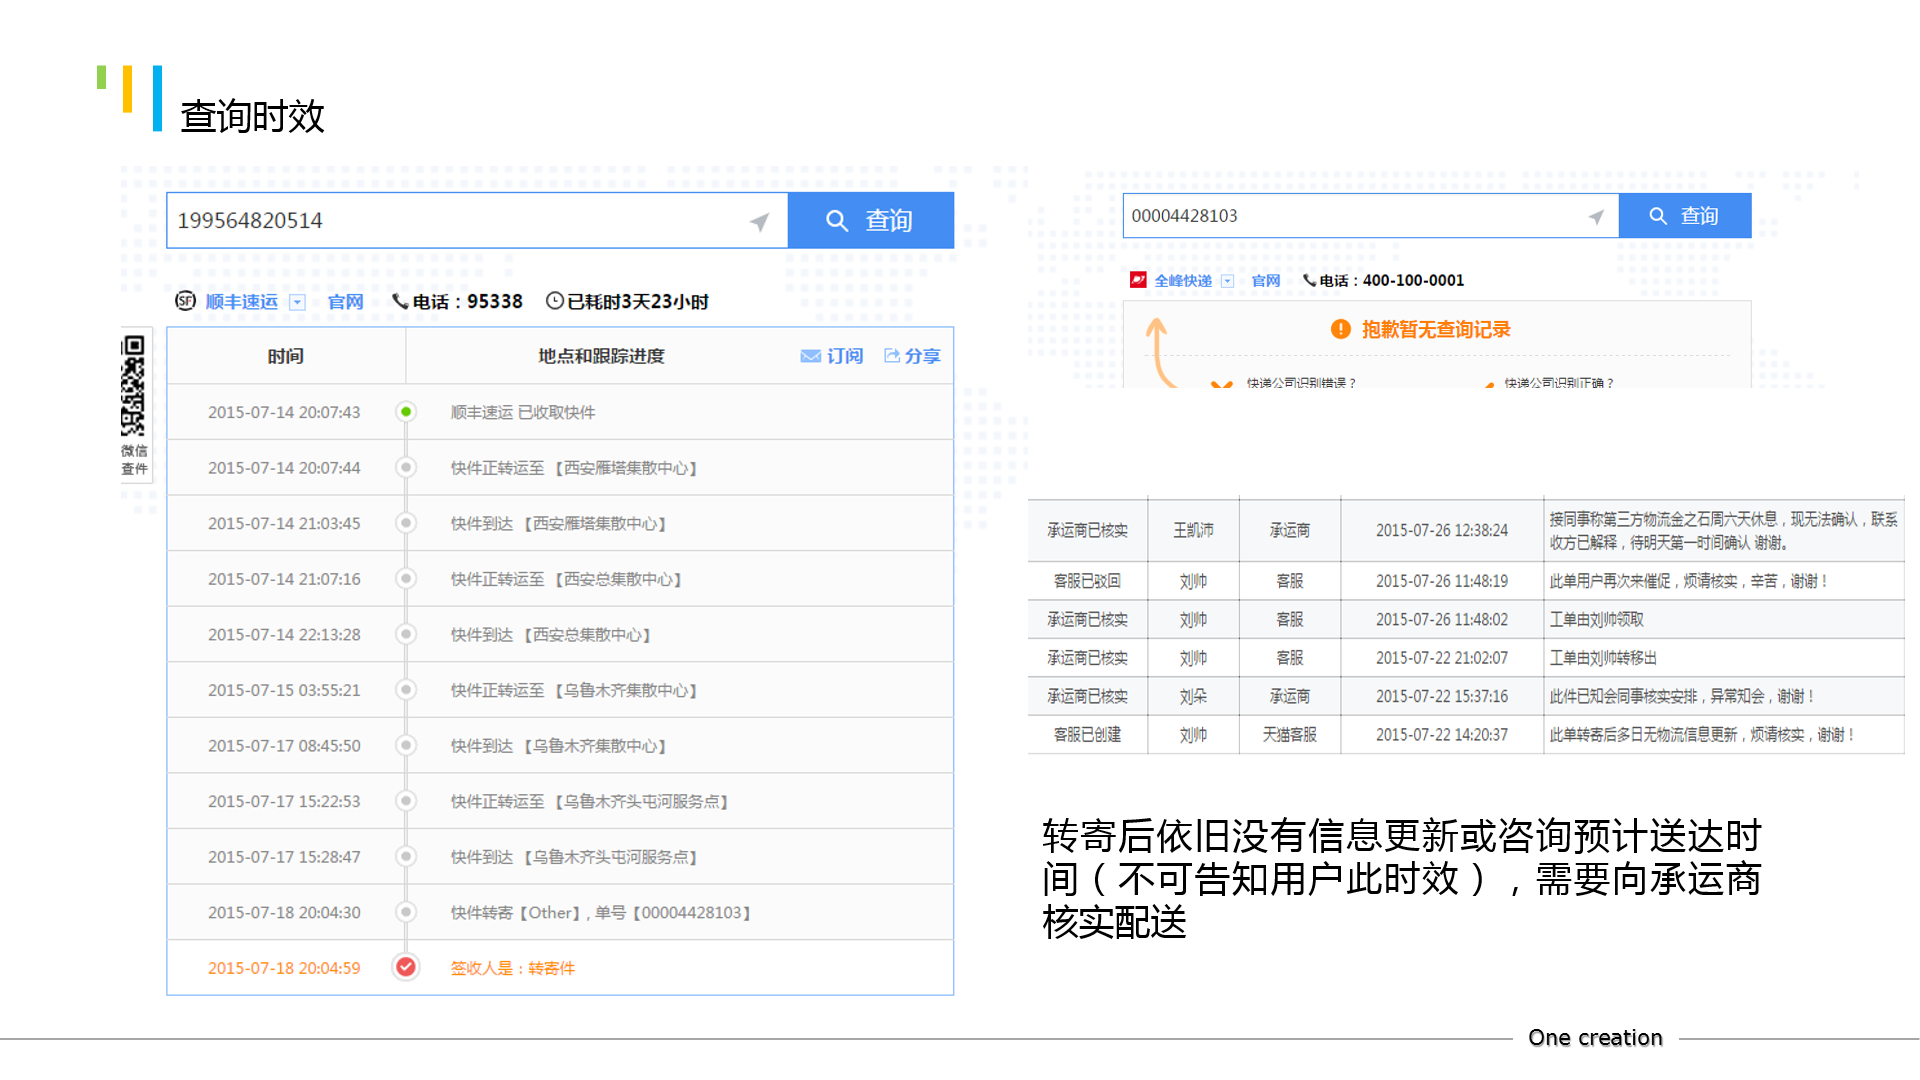 查询时效
199564820514
查询
SF 顺丰速运 官网 电话：95338 已耗时3天23小时
微信
查件
时间 地点和跟踪进度 订阅 分享
2015-07-14 20:07:43 顺丰速运 已收取快件
2015-07-14 20:07:44 快件正转运至 【西安雁塔集散中心】
2015-07-14 21:03:45 快件到达 【西安雁塔集散中心】
2015-07-14 21:07:16 快件正转运至 【西安总集散中心】
2015-07-14 22:13:28 快件到达 【西安总集散中心】
2015-07-15 03:55:21 快件正转运至 【乌鲁木齐集散中心】
2015-07-17 08:45:50 快件到达 【乌鲁木齐集散中心】
2015-07-17 15:22:53 快件正转运至 【乌鲁木齐头屯河服务点】
2015-07-17 15:28:47 快件到达 【乌鲁木齐头屯河服务点】
2015-07-18 20:04:30 快件转寄【Other】, 单号【00004428103】
2015-07-18 20:04:59 签收人是：转寄件
00004428103
查询
全峰快递 官网 电话：400-100-0001
抱歉暂无查询记录
快递公司识别错误？ 快递公司识别正确？
承运商已核实 王凯沛 承运商 2015-07-26 12:38:24 接同事称第三方物流金之石周六天休息，现无法确认，联系
收方已解释，待明天第一时间确认 谢谢。
客服已驳回 刘帅 客服 2015-07-26 11:48:19 此单用户再次来催促，烦请核实，辛苦，谢谢！
承运商已核实 刘帅 客服 2015-07-26 11:48:02 工单由刘帅领取
承运商已核实 刘帅 客服 2015-07-22 21:02:07 工单由刘帅转移出
承运商已核实 刘朵 承运商 2015-07-22 15:37:16 此件已知会同事核实安排，异常知会，谢谢！
客服已创建 刘帅 天猫客服 2015-07-22 14:20:37 此单转寄后多日无物流信息更新，烦请核实，谢谢！
转寄后依旧没有信息更新或咨询预计送达时
间（不可告知用户此时效），需要向承运商
核实配送
One creation